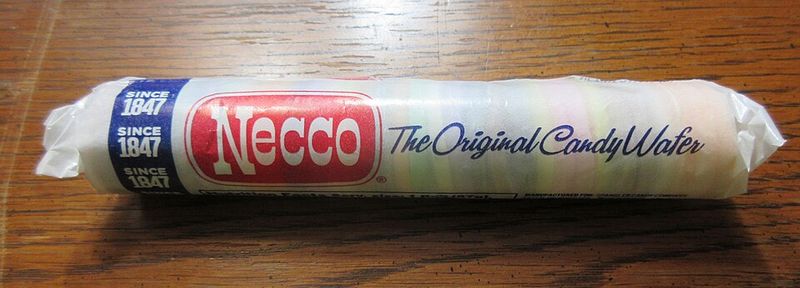 SINCE
1847
SINCE
1847
SINCE
1847
Necco
®
The Original Candy Wafer